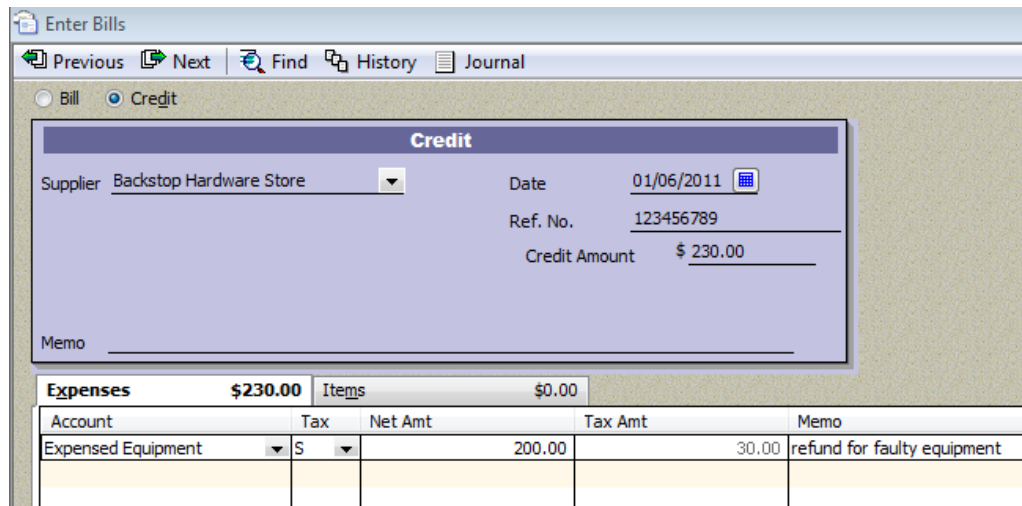 Enter Bills
Previous Next Find History Journal
Bill Credit
Credit
Supplier Backstop Hardware Store Date 01/06/2011
Ref. No. 123456789
Credit Amount $ 230.00
Memo
Expenses $230.00 Items $0.00
Account Tax Net Amt Tax Amt Memo
Expensed Equipment S 200.00 30.00 refund for faulty equipment